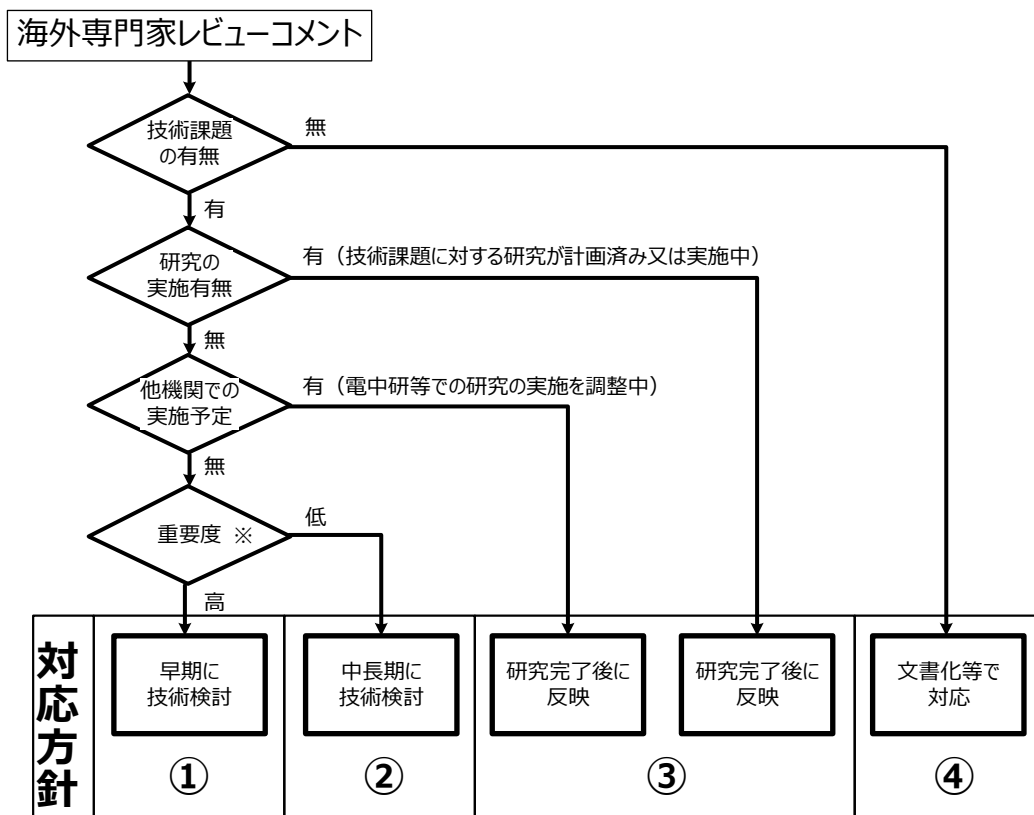 海外専門家レビューコメント
技術課題
の有無
無
有
研究の
実施有無
有（技術課題に対する研究が計画済み又は実施中）
無
他機関での
実施予定
有（電中研等での研究の実施を調整中）
無
重要度 ※
低
高
対応方針
早期に
技術検討
①
中長期に
技術検討
②
研究完了後に
反映
研究完了後に
反映
③
文書化等で
対応
④